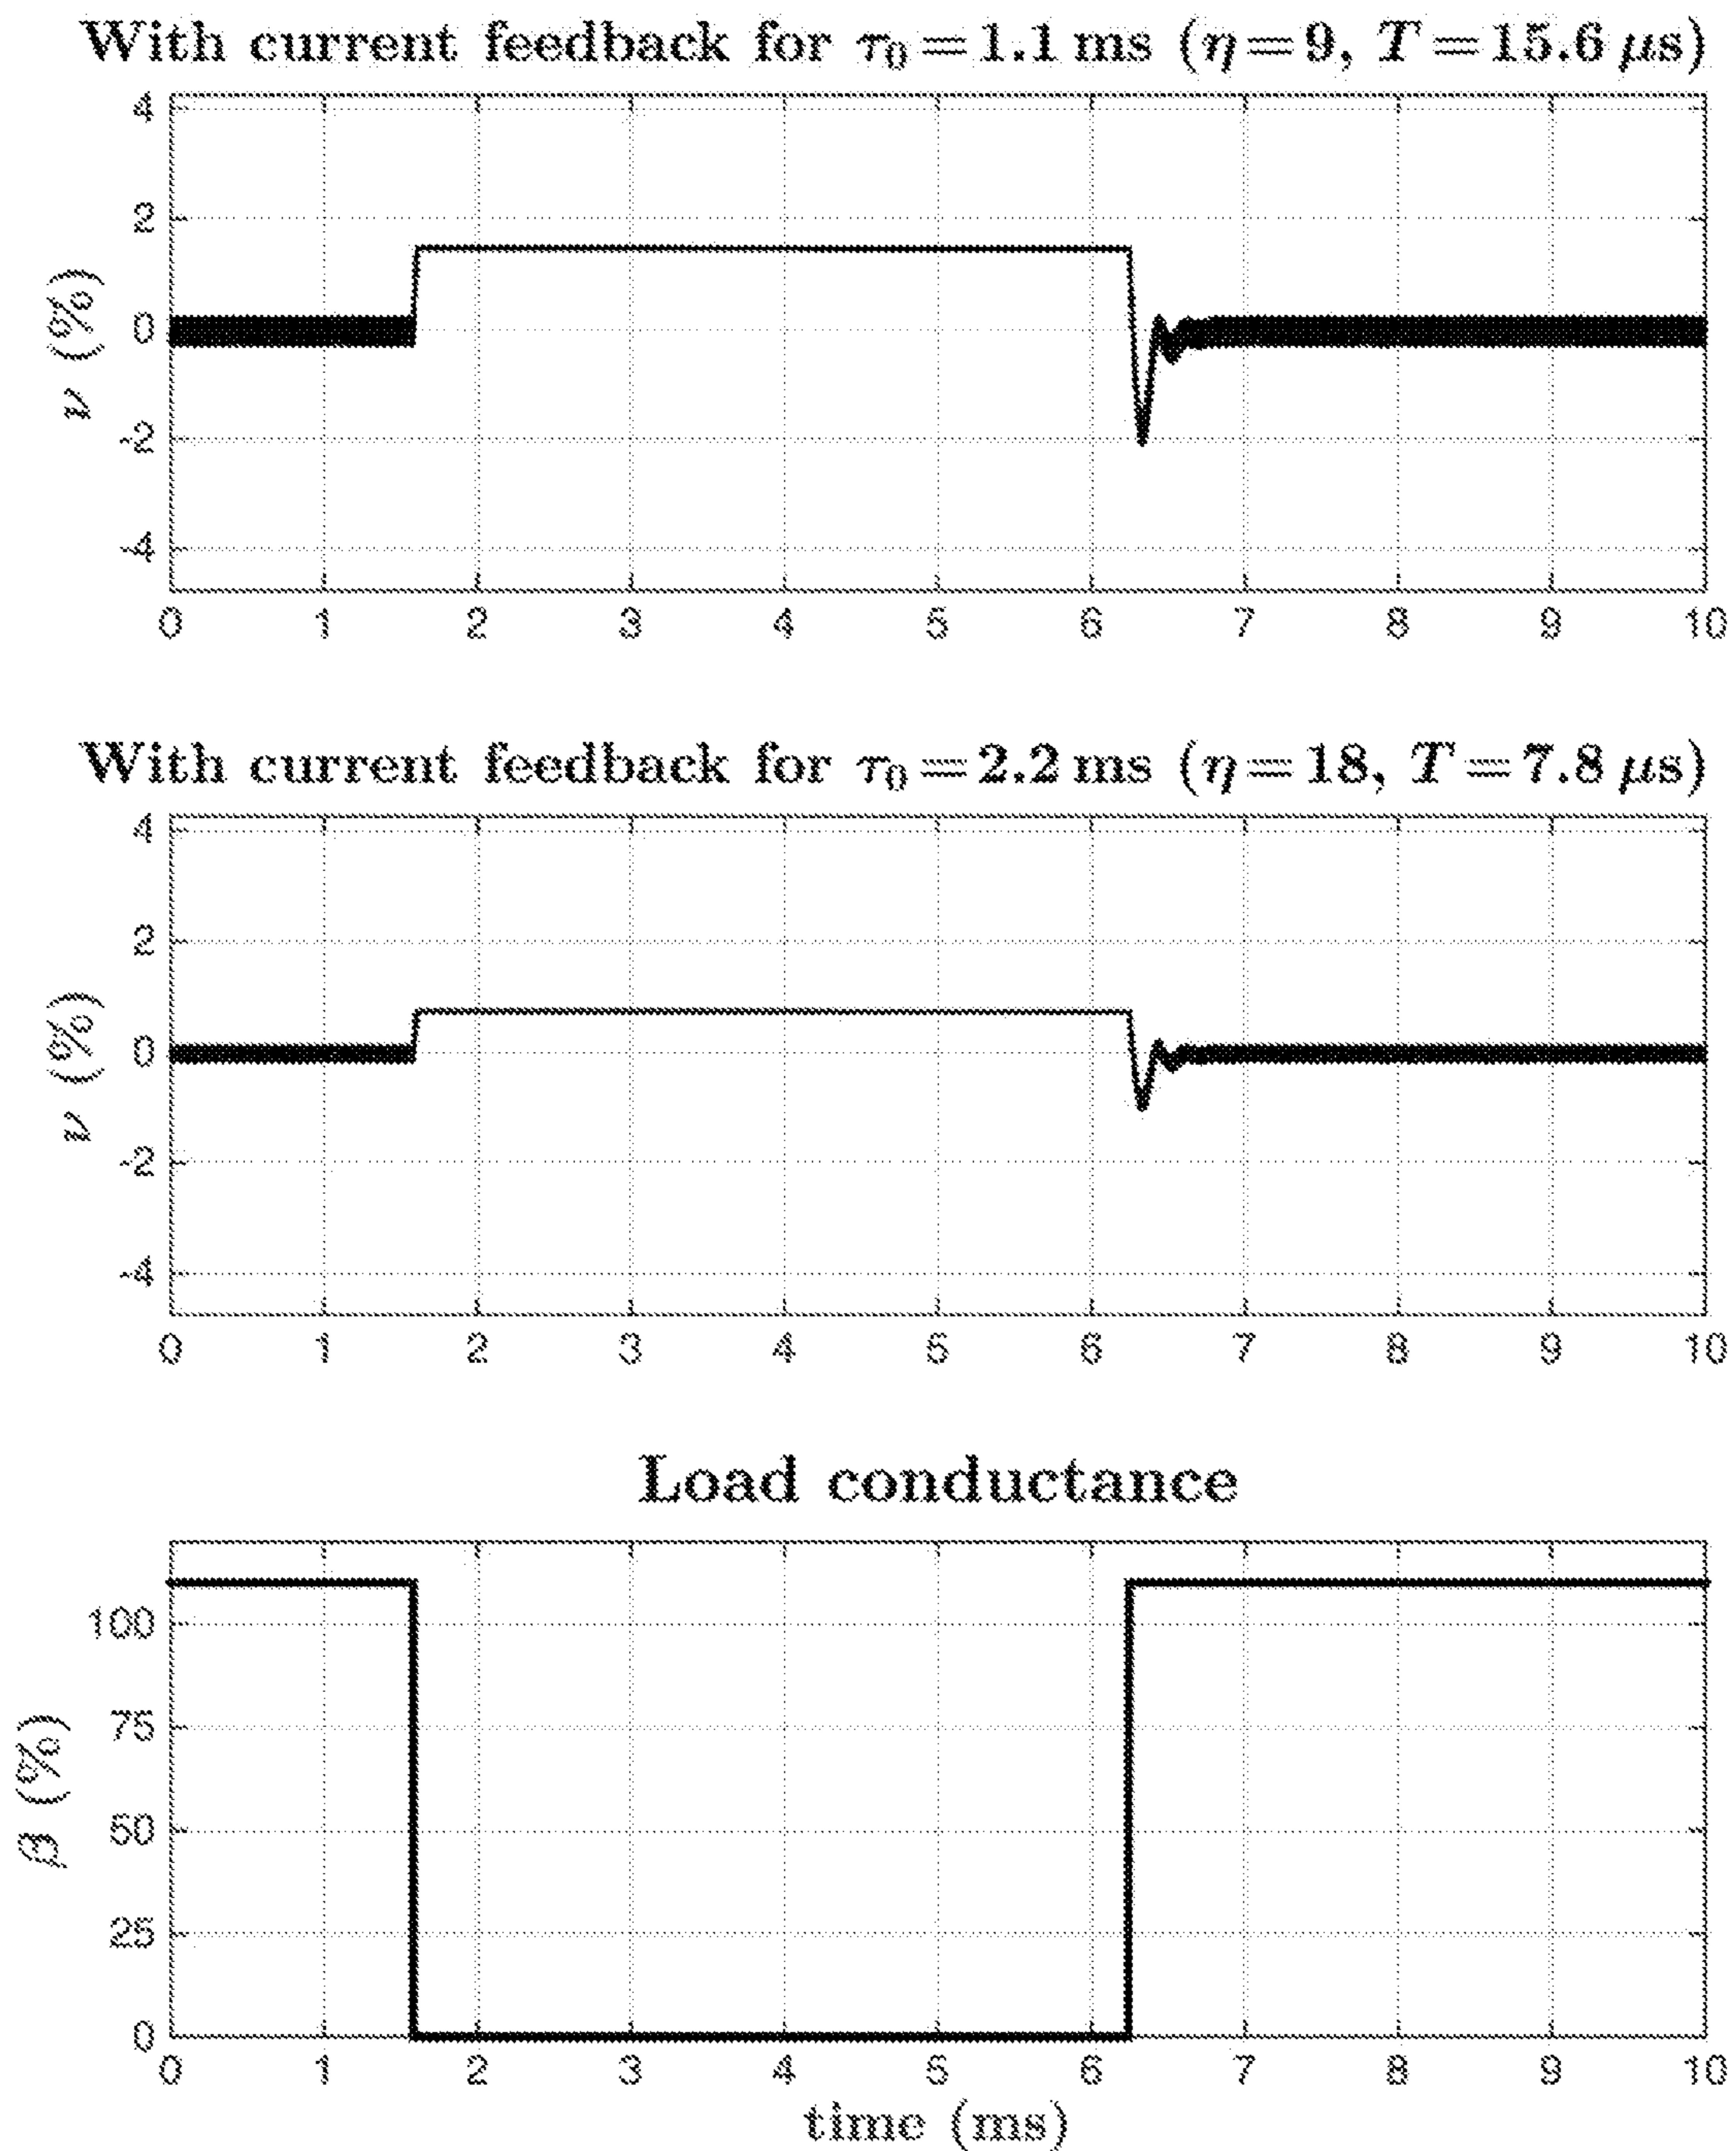 With current feedback for τ₀=1.1 ms (η=9, T=15.6 μs)
4
2
0
-2
-4
ν (%)
0 1 2 3 4 5 6 7 8 9 10
With current feedback for τ₀=2.2 ms (η=18, T=7.8 μs)
4
2
0
-2
-4
ν (%)
0 1 2 3 4 5 6 7 8 9 10
Load conductance
100
75
50
25
0
β (%)
0 1 2 3 4 5 6 7 8 9 10
time (ms)